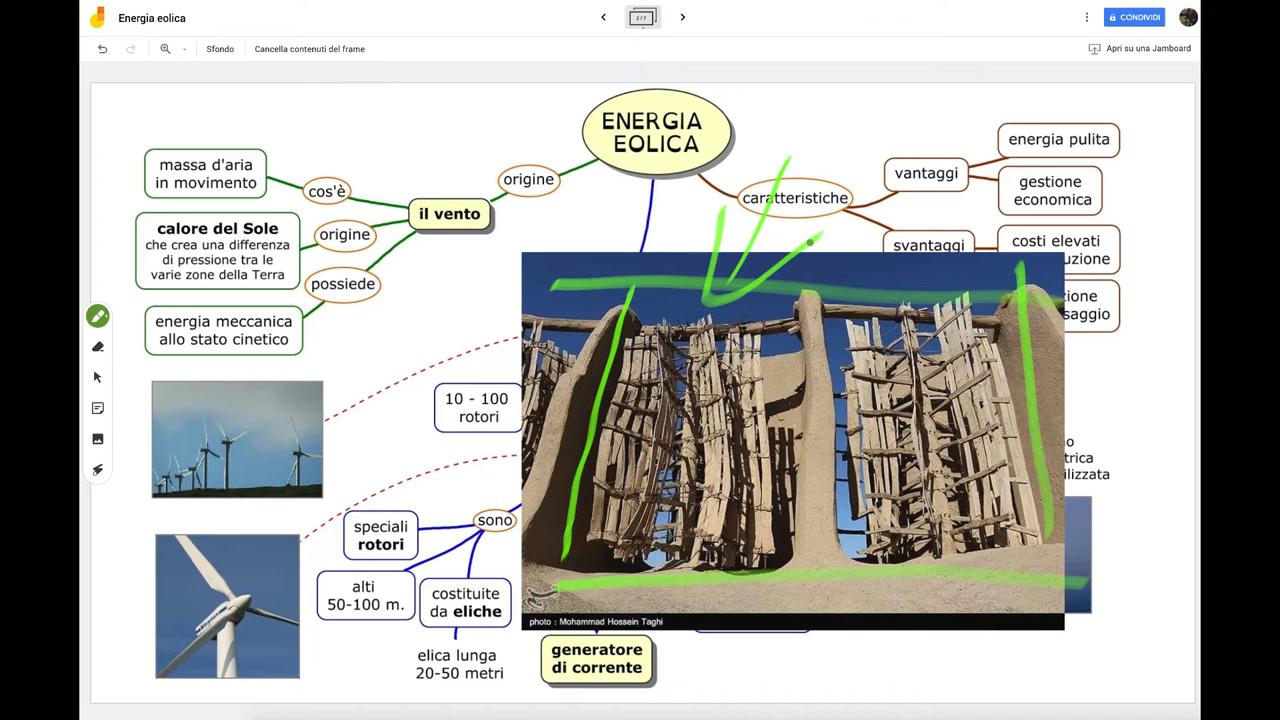 Energia eolica
2 / 7
CONDIVIDI
Sfondo
Cancella contenuti del frame
Apri su una Jamboard
ENERGIA
EOLICA
origine
il vento
cos'è
massa d'aria
in movimento
origine
calore del Sole
che crea una differenza
di pressione tra le
varie zone della Terra
possiede
energia meccanica
allo stato cinetico
caratteristiche
vantaggi
energia pulita
gestione
economica
svantaggi
costi elevati
10 - 100
rotori
sono
speciali
rotori
alti
50-100 m.
costituite
da eliche
elica lunga
20-50 metri
generatore
di corrente
photo : Mohammad Hossein Taghi